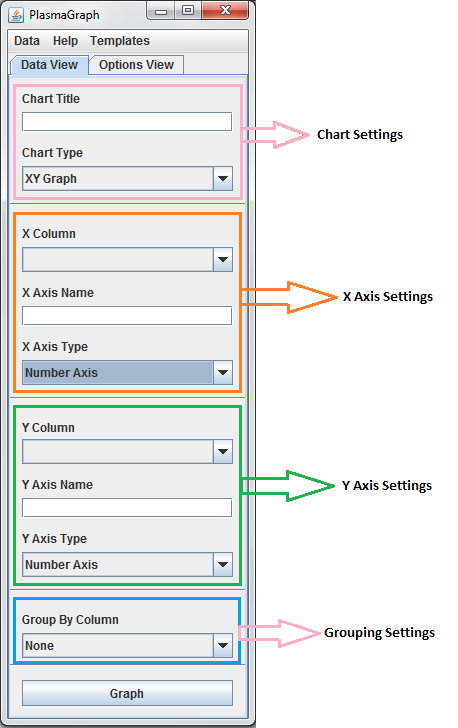 PlasmaGraph
Data Help Templates
Data View Options View
Chart Title
Chart Type
XY Graph
Chart Settings
X Column
X Axis Name
X Axis Type
Number Axis
X Axis Settings
Y Column
Y Axis Name
Y Axis Type
Number Axis
Y Axis Settings
Group By Column
None
Grouping Settings
Graph